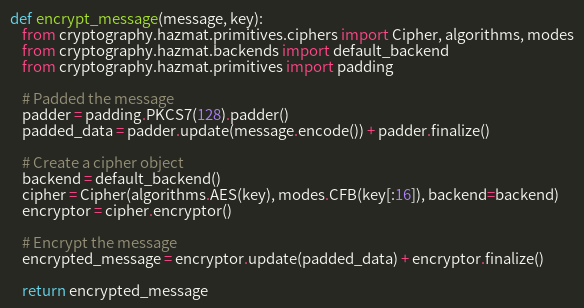 def encrypt_message(message, key):
    from cryptography.hazmat.primitives.ciphers import Cipher, algorithms, modes
    from cryptography.hazmat.backends import default_backend
    from cryptography.hazmat.primitives import padding

    # Padded the message
    padder = padding.PKCS7(128).padder()
    padded_data = padder.update(message.encode()) + padder.finalize()

    # Create a cipher object
    backend = default_backend()
    cipher = Cipher(algorithms.AES(key), modes.CFB(key[:16]), backend=backend)
    encryptor = cipher.encryptor()

    # Encrypt the message
    encrypted_message = encryptor.update(padded_data) + encryptor.finalize()

    return encrypted_message